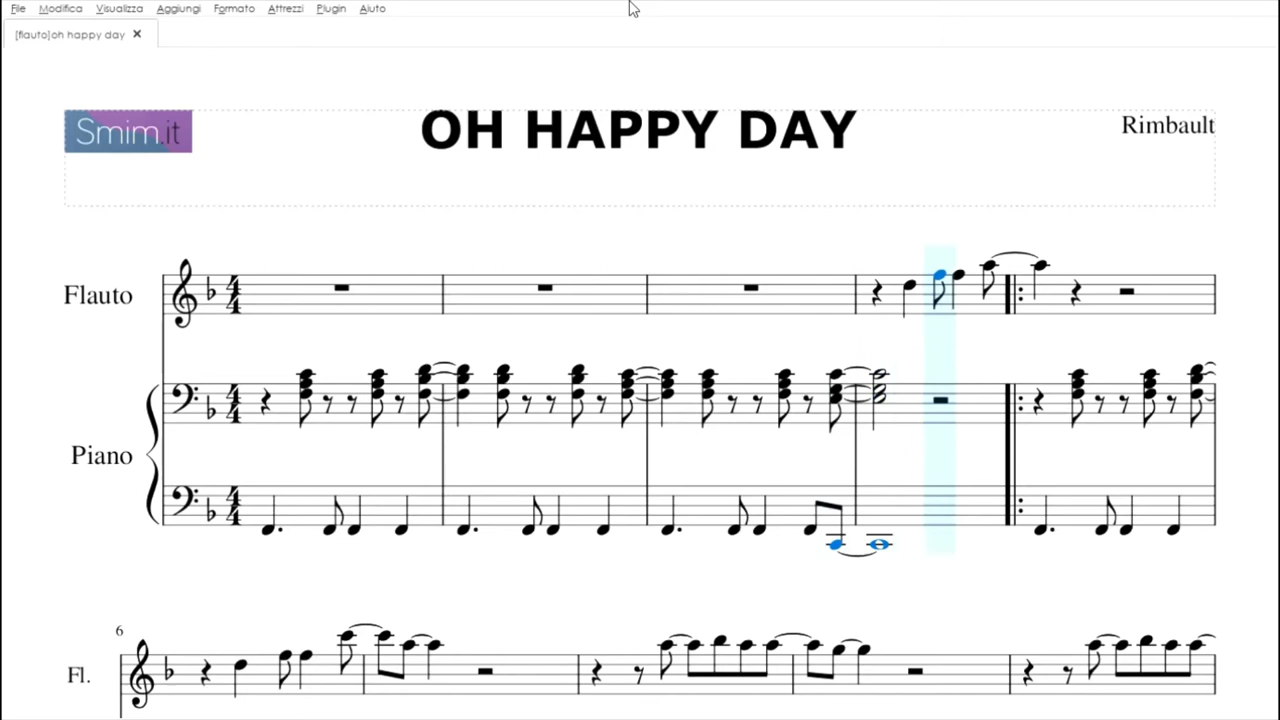 File Modifica Visualizza Aggiungi Formato Attrezzi Plugin Aiuto
[flauto]oh happy day ×
Smim.it
OH HAPPY DAY
Rimbault
Flauto
Piano
6
Fl.